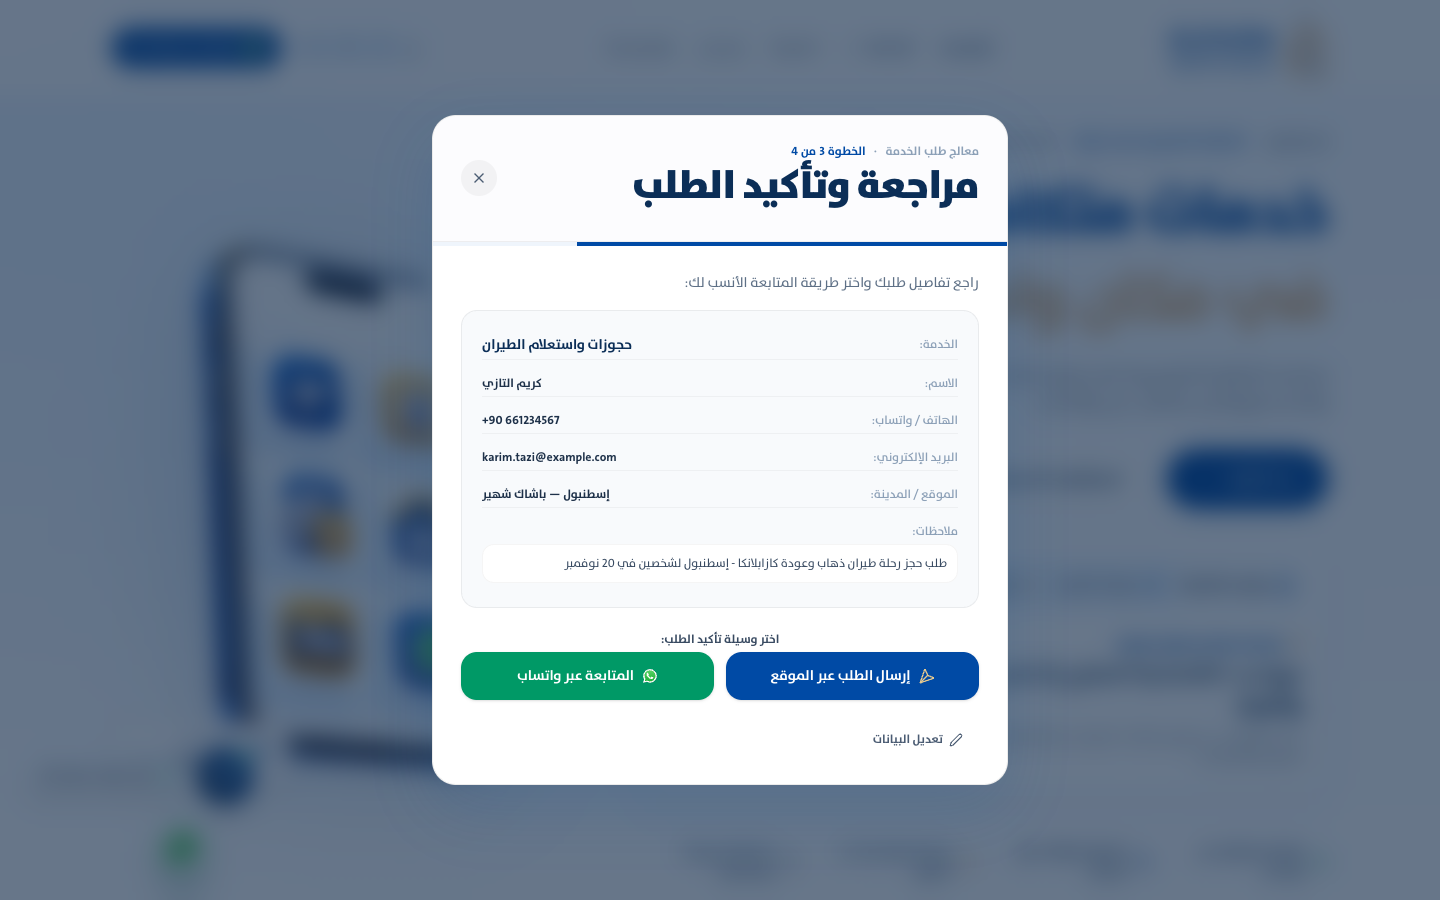 معالج طلب الخدمة · الخطوة 3 من 4
مراجعة وتأكيد الطلب
راجع تفاصيل طلبك واختر طريقة المتابعة الأنسب لك:
الخدمة: حجوزات واستعلام الطيران
الاسم: كريم التازي
الهاتف / واتساب: +90 661234567
البريد الإلكتروني: karim.tazi@example.com
الموقع / المدينة: إسطنبول — باشاك شهير
ملاحظات:
طلب حجز رحلة طيران ذهاب وعودة كازابلانكا - إسطنبول لشخصين في 20 نوفمبر
اختر وسيلة تأكيد الطلب:
إرسال الطلب عبر الموقع
المتابعة عبر واتساب
تعديل البيانات